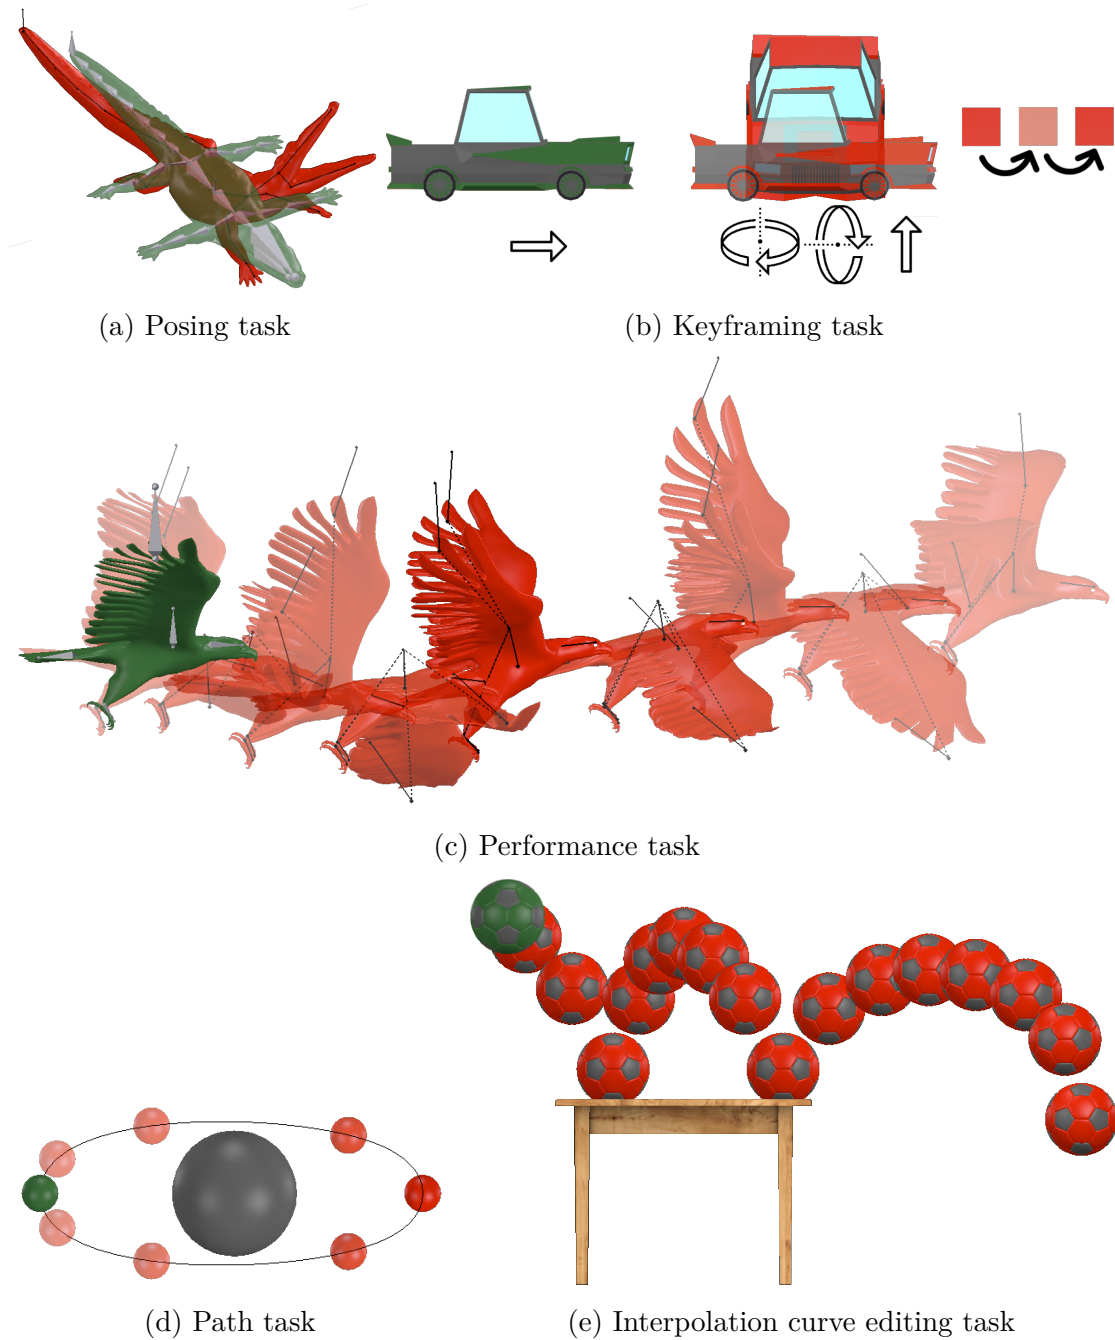 (a) Posing task
(b) Keyframing task
(c) Performance task
(d) Path task
(e) Interpolation curve editing task